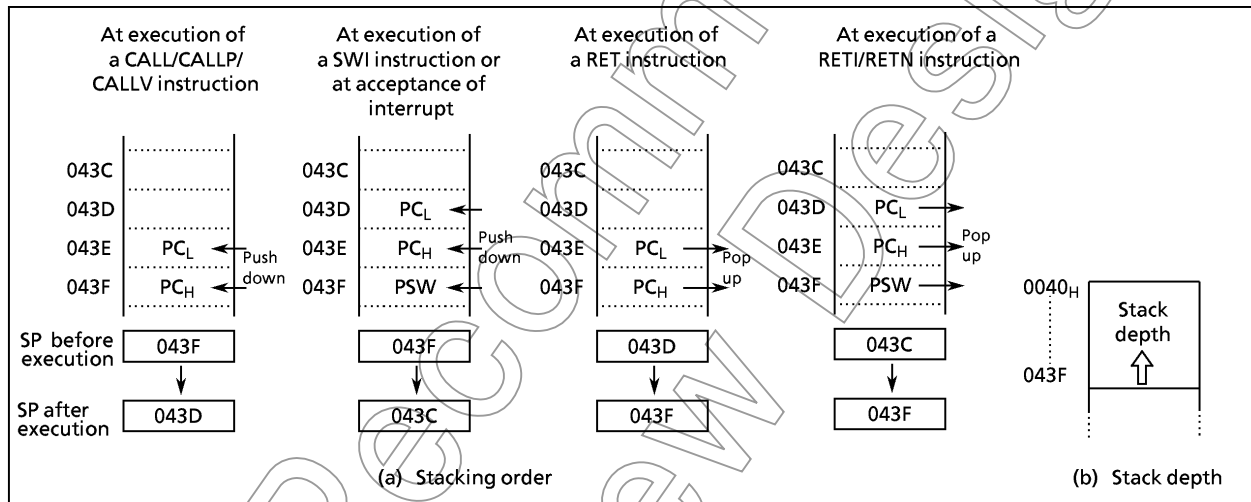 At execution of
a CALL/CALLP/
CALLV instruction
043C
043D
043E PCL
043F PCH
Push
down
SP before
execution
043F
SP after
execution
043D
At execution of
a SWI instruction or
at acceptance of
interrupt
043C
043D PCL
043E PCH
043F PSW
Push
down
043F
043C
At execution of
a RET instruction
043C
043D
043E PCL
043F PCH
Pop
up
043D
043F
At execution of a
RETI/RETN instruction
043C
043D PCL
043E PCH
043F PSW
Pop
up
043C
043F
(a) Stacking order
0040H
043F
Stack
depth
(b) Stack depth